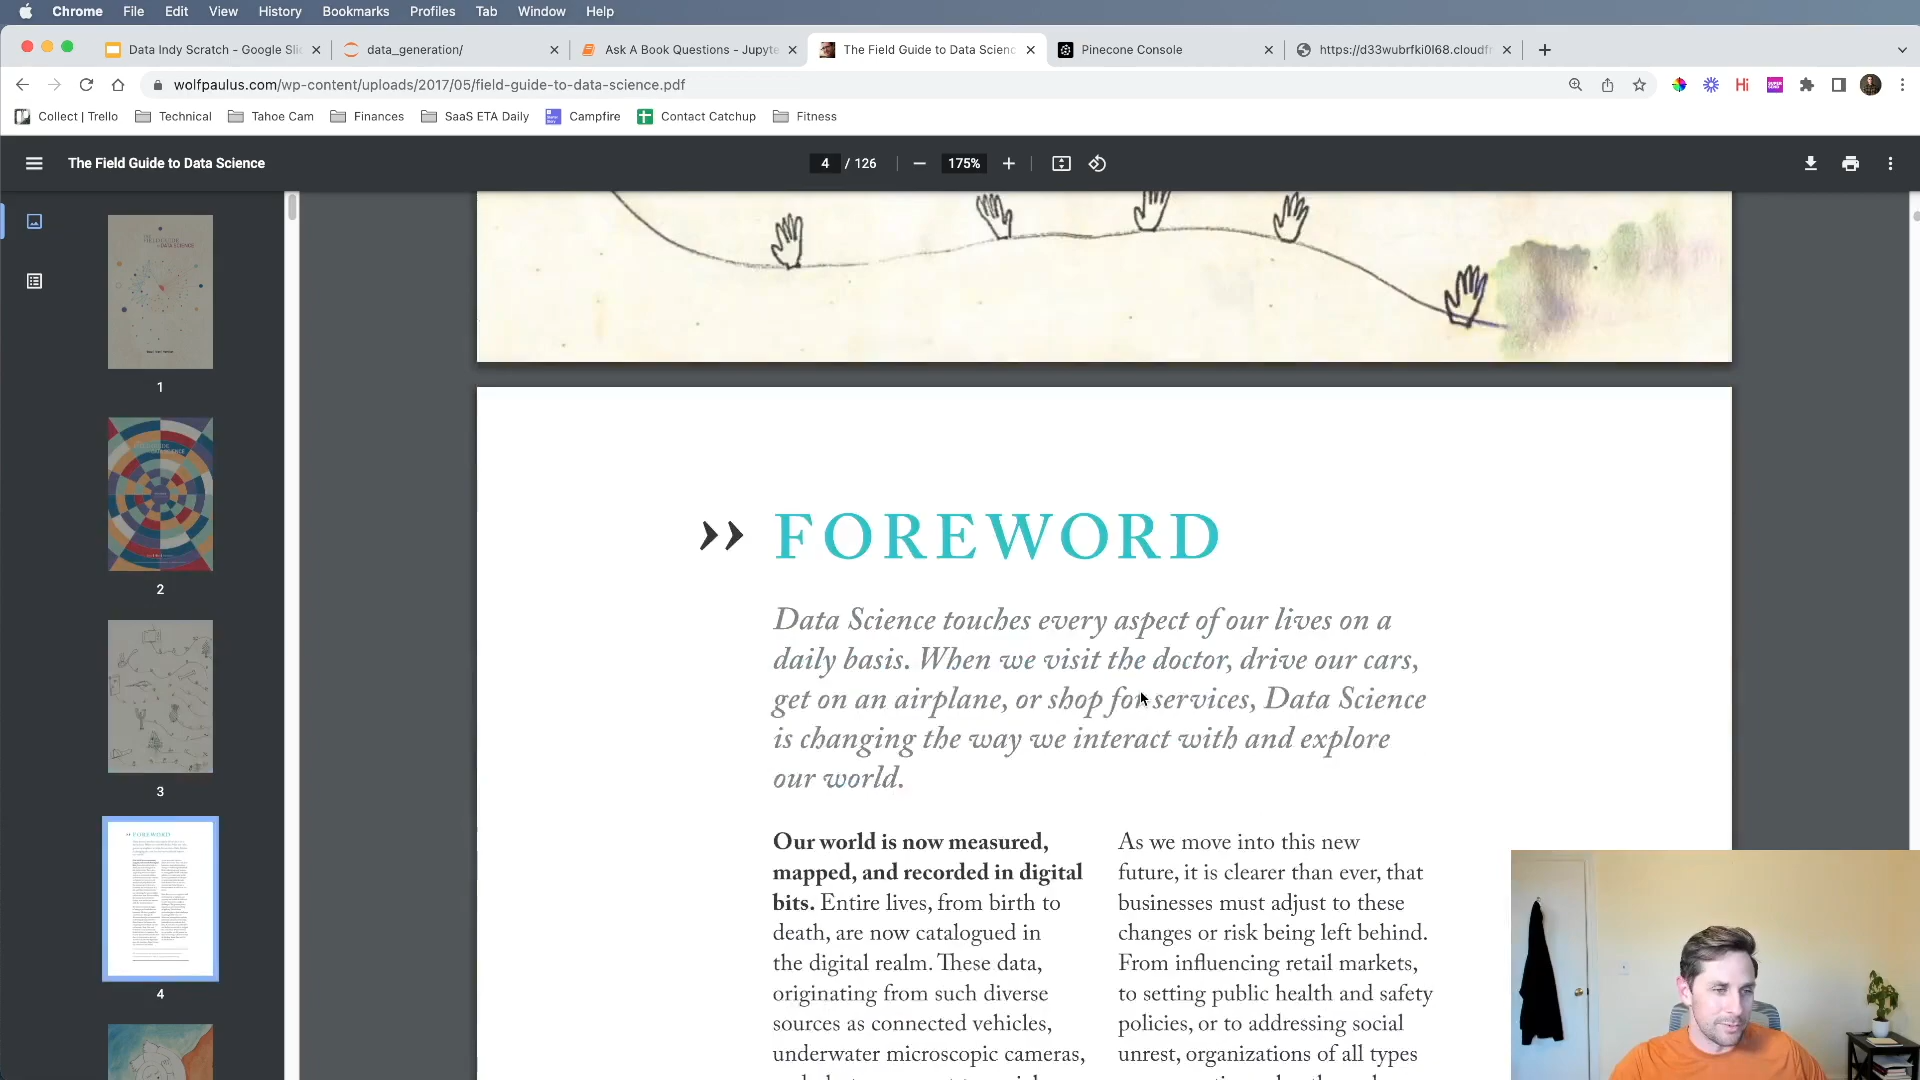 Chrome File Edit View History Bookmarks Profiles Tab Window Help
Data Indy Scratch - Google Slic
data_generation/
Ask A Book Questions - Jupyte
The Field Guide to Data Scienc
Pinecone Console
https://d33wubrfki0l68.cloudfr
wolfpaulus.com/wp-content/uploads/2017/05/field-guide-to-data-science.pdf
Hi
Collect | Trello Technical Tahoe Cam Finances SaaS ETA Daily Campfire Contact Catchup Fitness
The Field Guide to Data Science
4 / 126
175%
1
2
3
4
›› FOREWORD
Data Science touches every aspect of our lives on a
daily basis. When we visit the doctor, drive our cars,
get on an airplane, or shop for services, Data Science
is changing the way we interact with and explore
our world.
Our world is now measured,
mapped, and recorded in digital
bits. Entire lives, from birth to
death, are now catalogued in
the digital realm. These data,
originating from such diverse
sources as connected vehicles,
underwater microscopic cameras,
As we move into this new
future, it is clearer than ever, that
businesses must adjust to these
changes or risk being left behind.
From influencing retail markets,
to setting public health and safety
policies, or to addressing social
unrest, organizations of all types